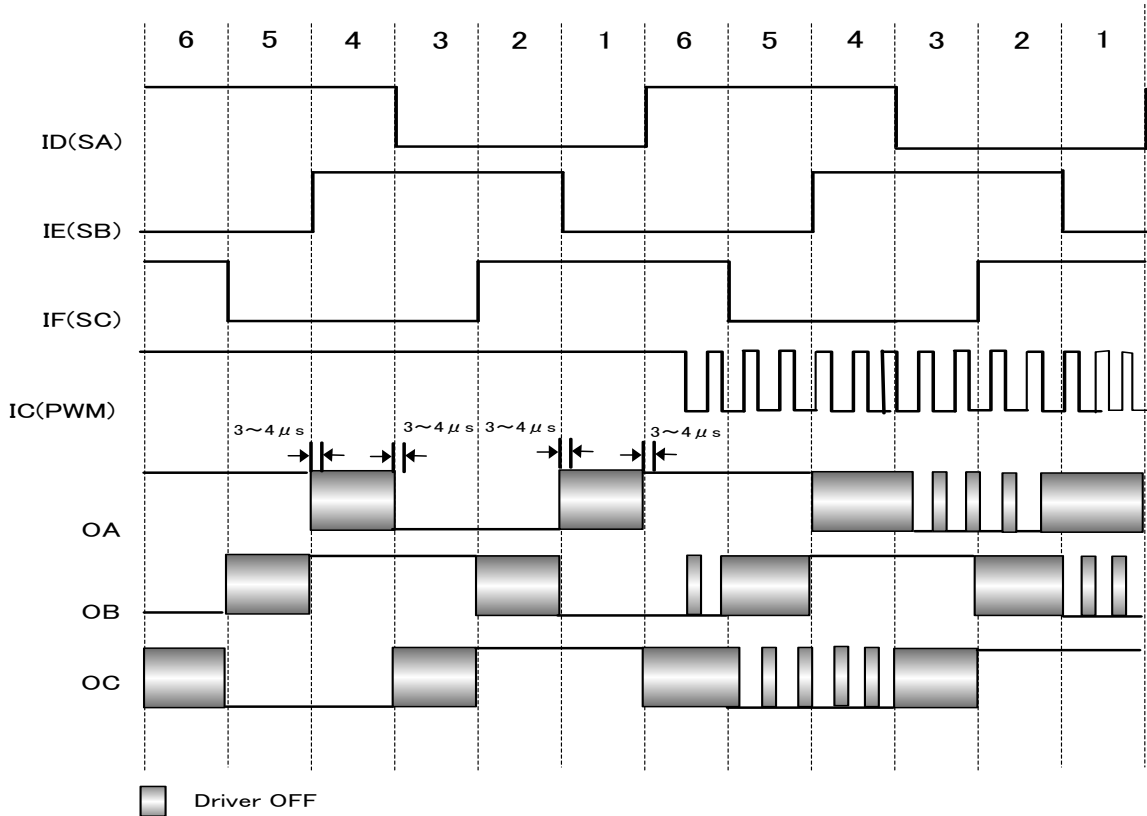 6 5 4 3 2 1 6 5 4 3 2 1
ID(SA)
IE(SB)
IF(SC)
IC(PWM)
3~4μs 3~4μs 3~4μs 3~4μs
OA
OB
OC
Driver OFF